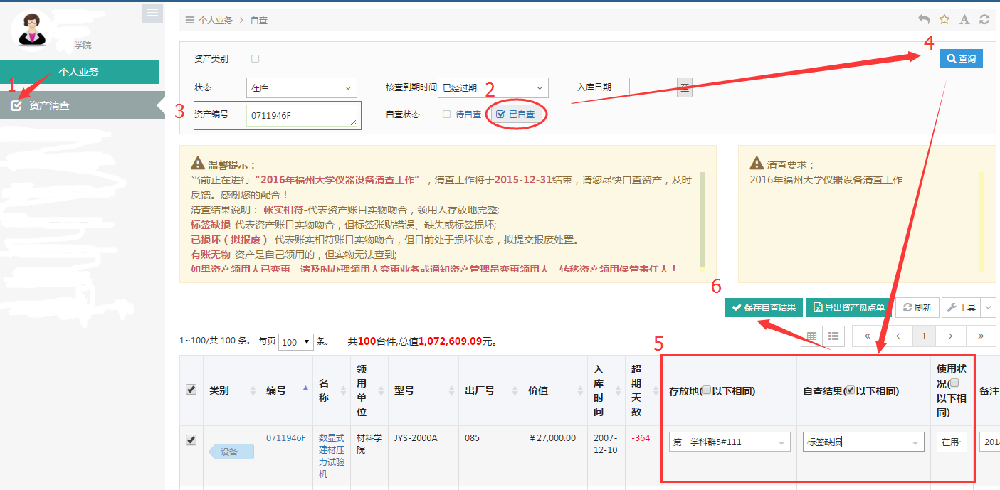 学院
个人业务
1
资产清查
个人业务 > 自查
A
4
资产类别
查询
状态
在库
核查到期时间
已经过期
2
入库日期
至
3
资产编号
0711946F
自查状态
待自查
已自查
温馨提示：
当前正在进行“2016年福州大学仪器设备清查工作”，清查工作将于2015-12-31结束，请您尽快自查资产，及时
反馈。感谢您的配合！
清查结果说明： 帐实相符-代表资产账目实物吻合，领用人存放地完整;
标签缺损-代表资产账目实物吻合，但标签张贴错误、缺失或标签损坏;
已损坏（拟报废）-代表账实相符账目实物吻合，但目前处于损坏状态，拟提交报废处置。
有账无物-资产是自己领用的，但实物无法查到;
如果资产领用人已变更，请及时办理领用人变更业务或通知资产管理员变更领用人，转移资产领用保管责任人！
清查要求：
2016年福州大学仪器设备清查工作
6
保存自查结果
导出资产盘点单
刷新
工具
1~100/共 100 条。 每页 100 条。 共100台件,总值1,072,609.09元。
« ‹ 1 › »
5
类别
编号
名
称
领
用
单
位
型号
出厂号
价值
入
库
时
间
超
期
天
数
存放地(以下相同)
自查结果(以下相同)
使用状
况(
以下相
同)
备注
设备
0711946F
数显式
建材压
力试验
机
材料学
院
JYS-2000A
085
￥27,000.00
2007-
12-10
-364
第一学科群5#111
标签缺损
在用
201